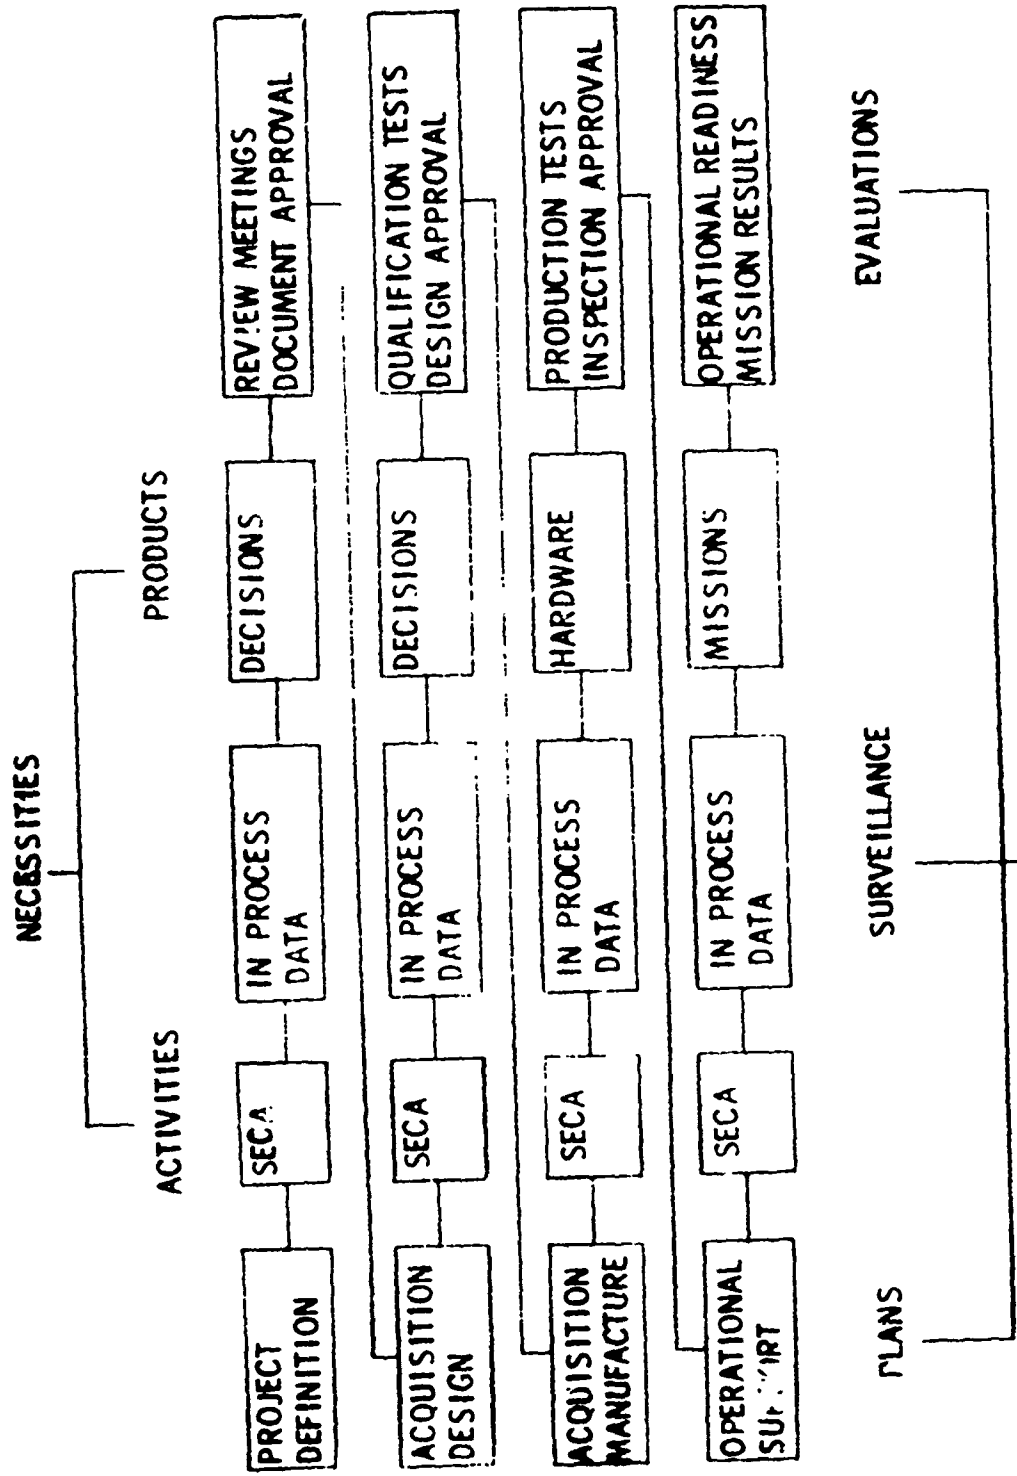 NECESSITIES
ACTIVITIES
PRODUCTS
PROJECT
DEFINITION
SECA
IN PROCESS
DATA
DECISIONS
REVIEW MEETINGS
DOCUMENT APPROVAL
ACQUISITION
DESIGN
SECA
IN PROCESS
DATA
DECISIONS
QUALIFICATION TESTS
DESIGN APPROVAL
ACQUISITION
MANUFACTURE
SECA
IN PROCESS
DATA
HARDWARE
PRODUCTION TESTS
INSPECTION APPROVAL
OPERATIONAL
SECA
IN PROCESS
DATA
MISSIONS
OPERATIONAL READINESS
MISSION RESULTS
PLANS
SURVEILLANCE
EVALUATIONS